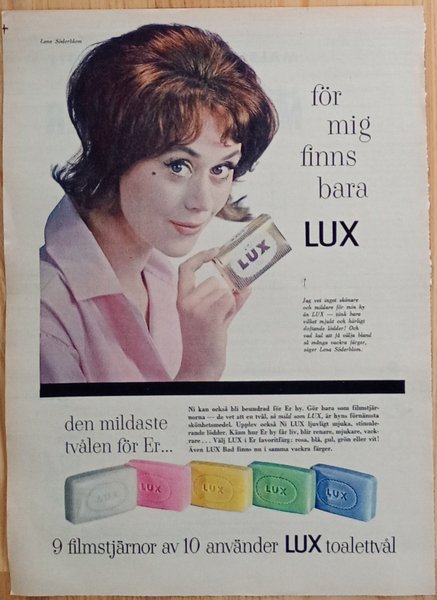 Lena Söderblom
för
mig
finns
bara
LUX
LUX
Jag vet inget skönare
och mildare för min hy
än LUX — tänk bara
vilket mjukt och härligt
doftande lödder! Och
vad kul att få välja bland
så många vackra färger,
säger Lena Söderblom.
den mildaste
tvålen för Er...
Ni kan också bli beundrad för Er hy. Gör bara som filmstjär-
norna — de vet att en tvål, så mild som LUX, är hyns förnämsta
skönhetsmedel. Upplev också Ni LUX ljuvligt mjuka, stimule-
rande lödder. Känn hur Er hy får liv, blir renare, mjukare, vack-
rare . . . Välj LUX i Er favoritfärg: rosa, blå, gul, grön eller vit!
Även LUX Bad finns nu i samma vackra färger.
LUX
LUX
LUX
LUX
LUX
9 filmstjärnor av 10 använder LUX toalettvål